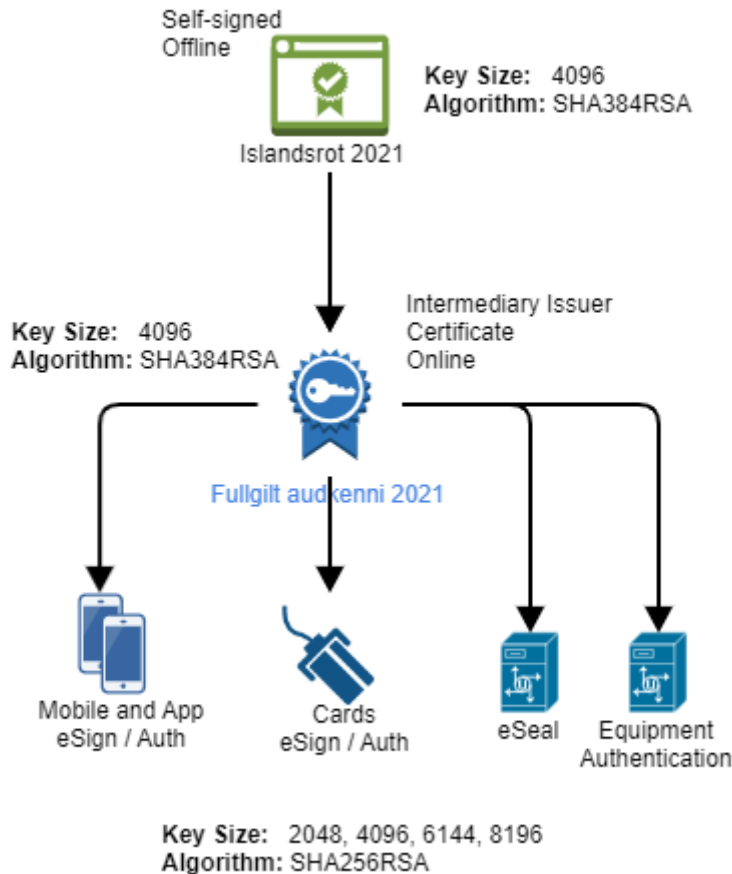 Self-signed
Offline
Key Size: 4096
Algorithm: SHA384RSA
Islandsrot 2021
Intermediary Issuer
Certificate
Online
Key Size: 4096
Algorithm: SHA384RSA
Fullgilt audkenni 2021
Mobile and App
eSign / Auth
Cards
eSign / Auth
eSeal
Equipment
Authentication
Key Size: 2048, 4096, 6144, 8196
Algorithm: SHA256RSA